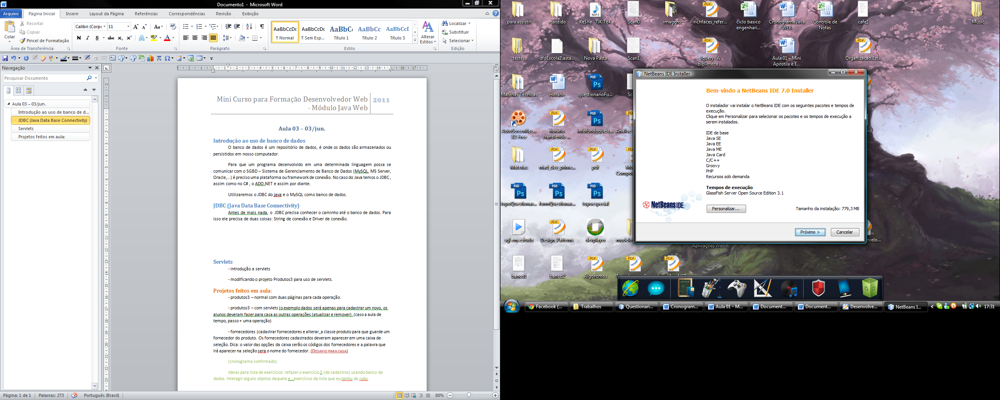 Documento1 - Microsoft Word
Arquivo
Página Inicial
Inserir
Layout da Página
Referências
Correspondências
Revisão
Exibição
Colar
Recortar
Copiar
Pincel de Formatação
Área de Transferência
Calibri (Corpo
11
Fonte
Parágrafo
AaBbCcDc
¶ Normal
AaBbCcDc
¶ Sem Esp...
AaBbC
Título 1
AaBbCc
Título 2
AaBbCcI
Título 3
Alterar
Estilos
Estilo
Localizar
Substituir
Selecionar
Edição
Navegação
Pesquisar Documento
Aula 03 – 03/jun.
Introdução ao uso de banco de d...
JDBC (Java Data Base Connectivity)
Servlets
Projetos feitos em aula:
Mini Curso para Formação Desenvolvedor Web
- Módulo Java Web
2011
Aula 03 – 03/jun.
Introdução ao uso de banco de dados
O banco de dados é um repositório de dados, é onde os dados são armazenados ou
persistidos em nosso computador.
Para que um programa desenvolvido em uma determinada linguagem possa se
comunicar com o SGBD – Sistema de Gerenciamento de Banco de Dados (MySQL, MS Server,
Oracle,...) é preciso uma plataforma ou framework de conexão. No caso do Java temos o JDBC ,
assim como no C# , o ADO.NET e assim por diante.
Utilizaremos o JDBC do java e o MySQL como banco de dados.
JDBC (Java Data Base Connectivity)
Antes de mais nada, o JDBC precisa conhecer o caminho até o banco de dados. Para
isso ele precisa de duas coisas: String de conexão e Driver de conexão.
Servlets
- introdução a servlets
- modificando o projeto Produtos3 para uso de servlets.
Projetos feitos em aula:
- produtos3 – normal com duas páginas para cada operação.
- produtos3 – com servlets (o exemplo dados será apenas para cadastrar um novo, os
alunos deveram fazer para casa as outras operações (atualizar e remover), (caso a aula de
tempo, passo + uma operação)
- fornecedores (cadastrar fornecedores e alterar a classe produto para que guarde um
fornecedor do produto. Os fornecedores cadastrados deveram aparecer em uma caixa de
seleção. Dica: o valor das opções da caixa serão os códigos dos fornecedores e a palavra que
irá aparecer na seleção sera o nome do fornecedor. (DESAFIO PARA CASA)
(cronograma confirmado)
Ideias para lista de exercícios: refazer o exercício 3 (de cadastros) usando banco de
dados. Interagir alguns objetos daquele e exercícios da lista que eu tenhu de ruby
Página: 1 de 1
Palavras: 273
Português (Brasil)
80%
para assistir
assistido
Ke$ha TiK ToK
Scan0
imagens
richfaces_refer...
ciclo basico
engenhari...
Cronograma Java
WEB
Controle de
Notas
cafe1
Music
testes
dfdEscola2.asta...
Nova Pasta
Scan1
Jquery- A
biblioteca ...
Aula 01 - Mini
Apostila e E...
Organizacao.Est...
Matérias Técnicas
Horário
questionarioFu...
AutoScreenRec...
3.1 Free
horário
transferido ...
infofundoquest...
Materias
rriad_dev_prime...
pdf
topoQuestionar...
formQuestionar...
topoespecial
sql em estudo
Design_Patterns
devplayer
Aplicações Web...
banco1
banco2
Algoritmos
NetBeans IDE Installer
Bem-vindo a NetBeans IDE 7.0 Installer
O instalador vai instalar o NetBeans IDE com os seguintes pacotes e tempos de
execução.
Clique em Personalizar para selecionar os pacotes e os tempos de execução a
serem instalados.
IDE de base
Java SE
Java EE
Java ME
Java Card
C/C++
Groovy
PHP
Recursos sob demanda
Tempos de execução
GlassFish Server Open Source Edition 3.1
NetBeans IDE
Personalizar...
Tamanho da instalação: 779,3 MB
Próximo >
Cancelar
Facebook (...
Trabalhos
Questionari...
Cronogram...
Aula 01 - M...
Document...
Document...
Desenvolve...
NetBeans I...
17:31